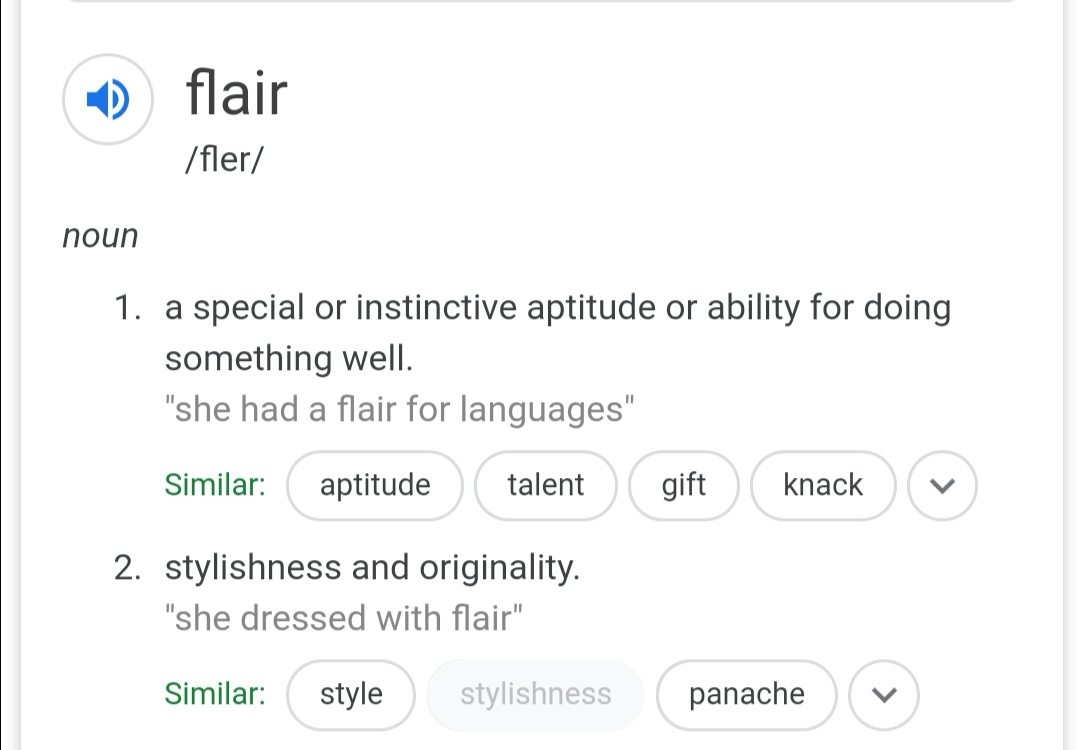 flair
/fler/
noun
1. a special or instinctive aptitude or ability for doing
something well.
"she had a flair for languages"
Similar: aptitude talent gift knack
2. stylishness and originality.
"she dressed with flair"
Similar: style stylishness panache